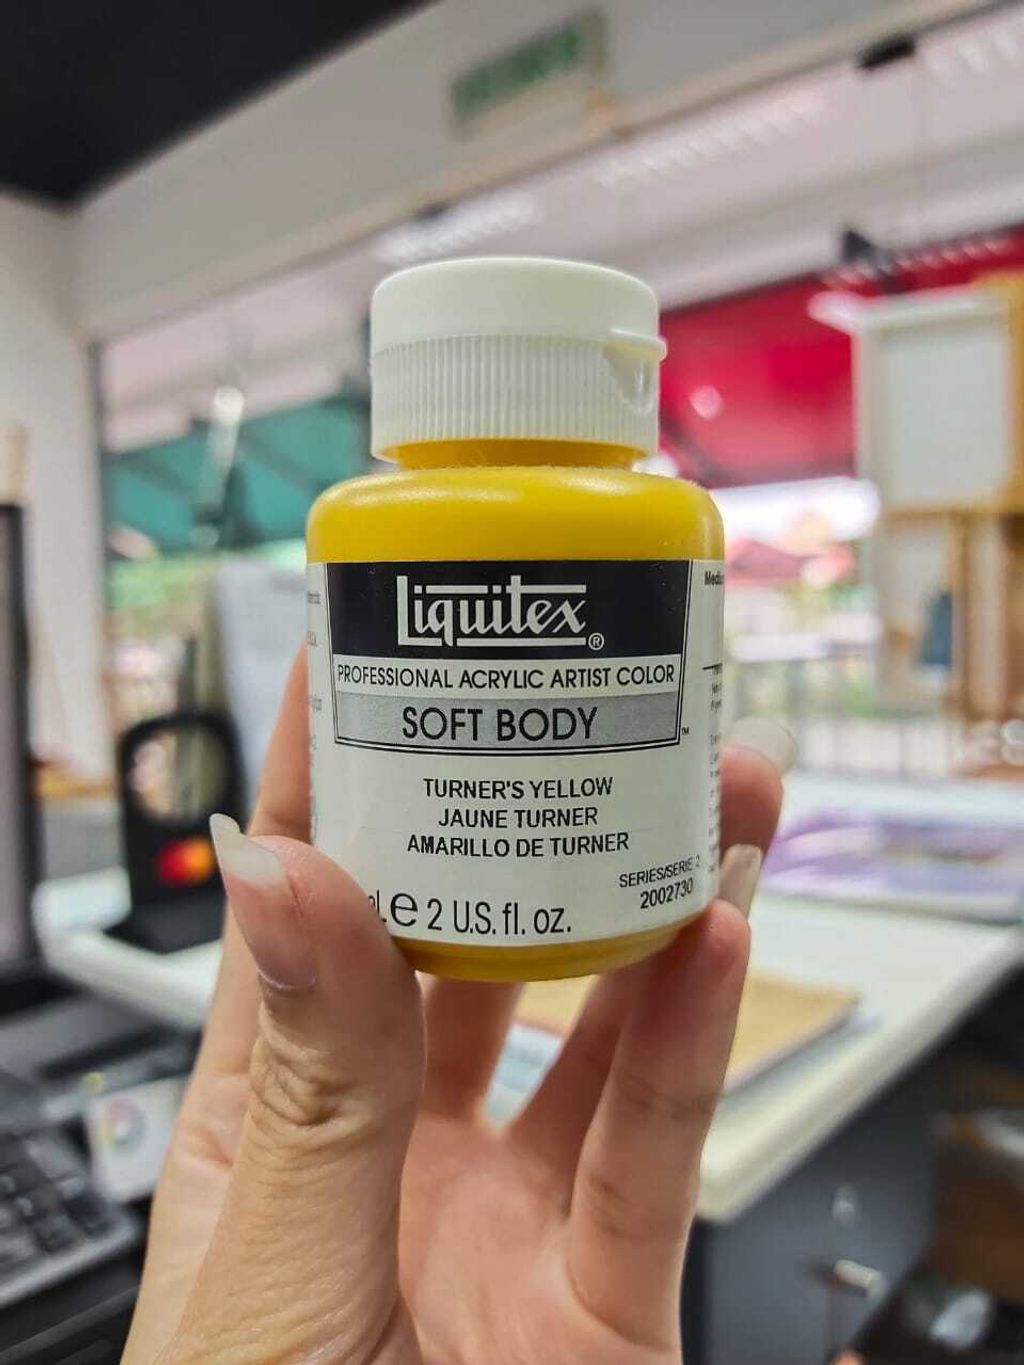 Liquitex®
PROFESSIONAL ACRYLIC ARTIST COLOR
SOFT BODY™
TURNER'S YELLOW
JAUNE TURNER
AMARILLO DE TURNER
SERIES/SERIE 2
2002730
e 2 U.S. fl. oz.